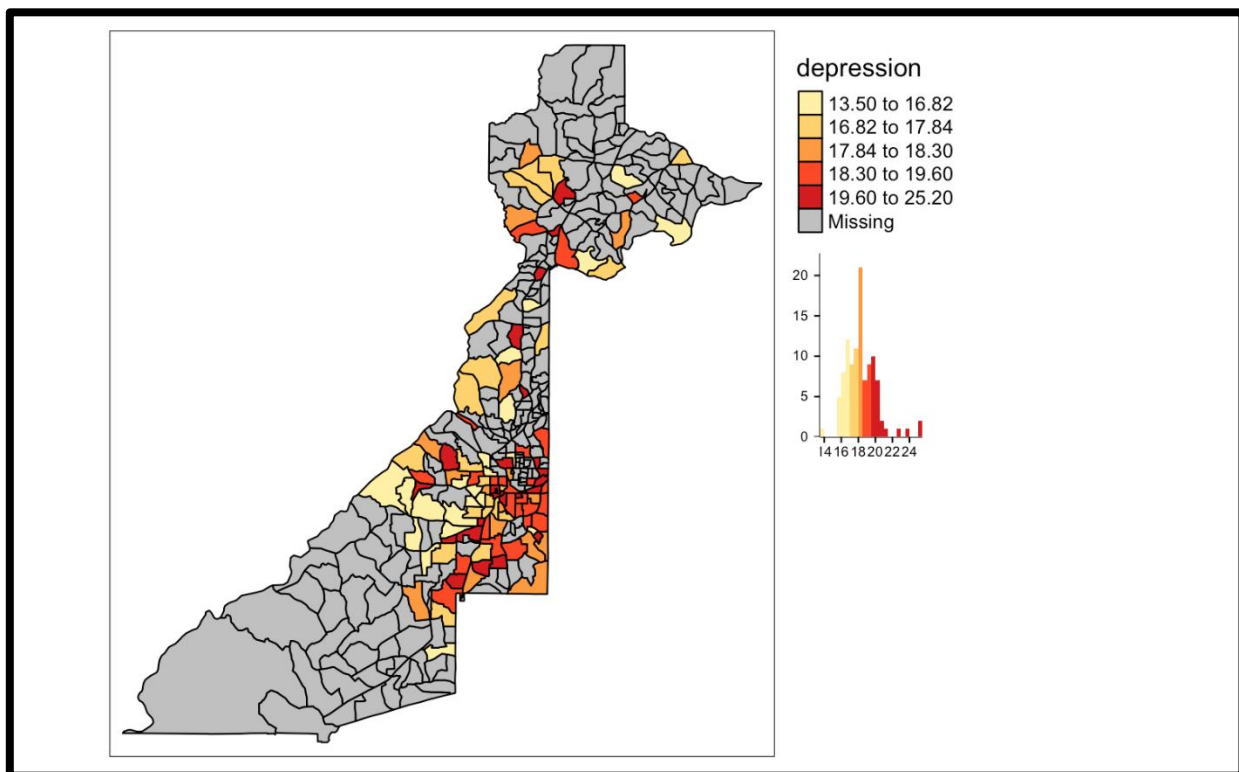 depression
13.50 to 16.82
16.82 to 17.84
17.84 to 18.30
18.30 to 19.60
19.60 to 25.20
Missing
20
15
10
5
0
14 16 18 20 22 24